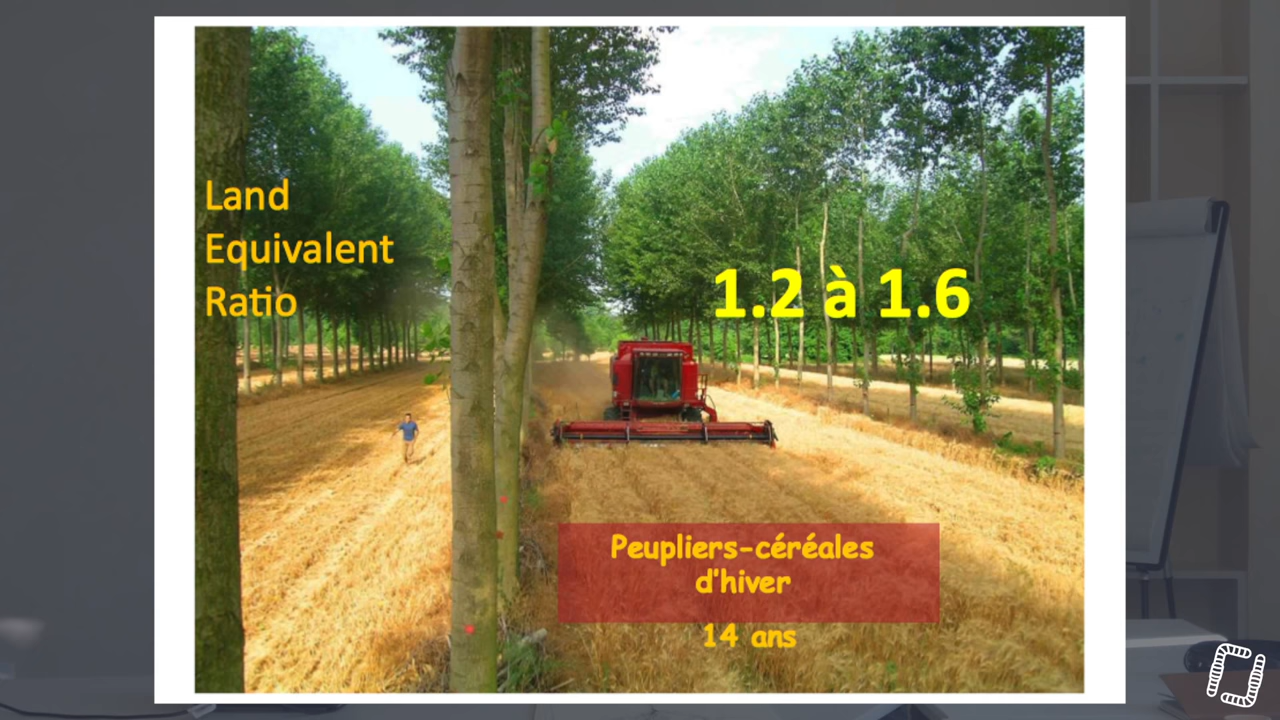 Land
Equivalent
Ratio
1.2 à 1.6
Peupliers-céréales
d'hiver
14 ans